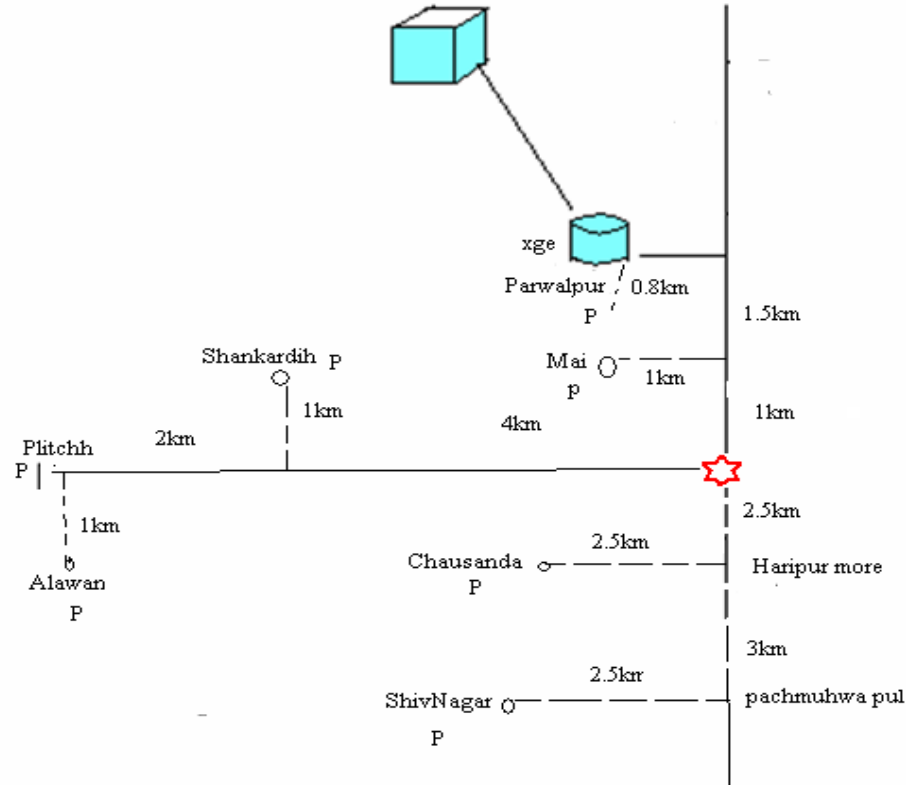 xge
Parwalpur
0.8km
P
1.5km
Shankardih P
Mai
1km
p
1km
1km
4km
2km
Plitchh
P
2.5km
1km
2.5km
Chausanda
Haripur more
P
Alawan
P
3km
2.5krr
ShivNagar
pachmuhwa pul
P